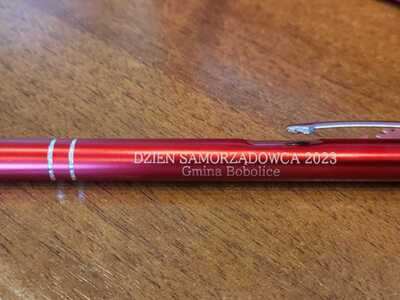 DZIEŃ SAMORZĄDOWCA 2023
Gmina Bobolice